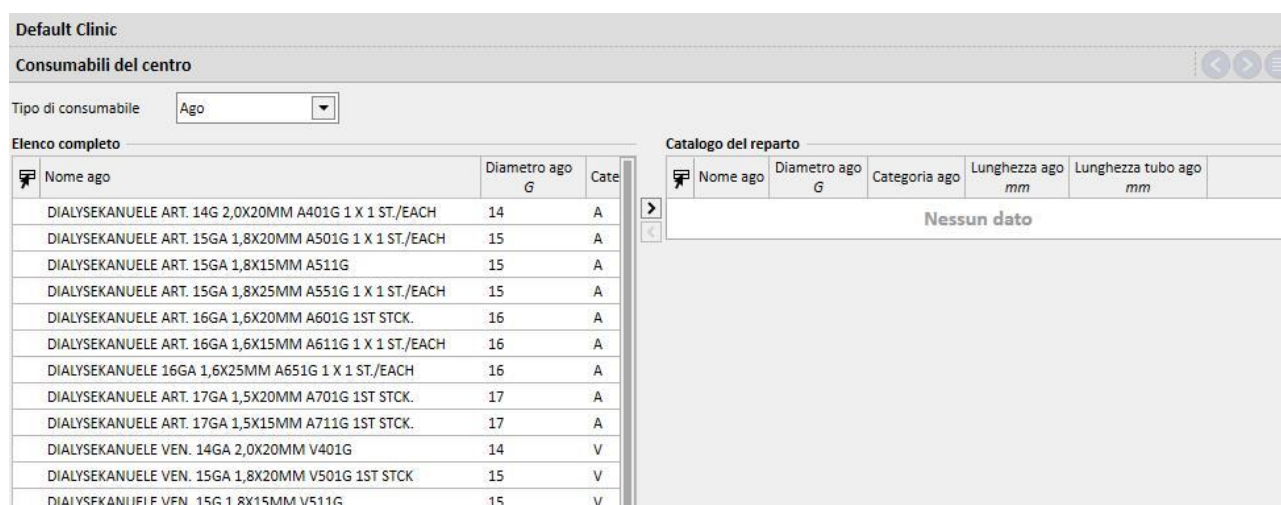 Default Clinic
Consumabili del centro
Tipo di consumabile Ago
Elenco completo
Nome ago Diametro ago G Cate
DIALYSEKANUELE ART. 14G 2,0X20MM A401G 1 X 1 ST./EACH 14 A
DIALYSEKANUELE ART. 15GA 1,8X20MM A501G 1 X 1 ST./EACH 15 A
DIALYSEKANUELE ART. 15GA 1,8X15MM A511G 15 A
DIALYSEKANUELE ART. 15GA 1,8X25MM A551G 1 X 1 ST./EACH 15 A
DIALYSEKANUELE ART. 16GA 1,6X20MM A601G 1ST STCK. 16 A
DIALYSEKANUELE ART. 16GA 1,6X15MM A611G 1 X 1 ST./EACH 16 A
DIALYSEKANUELE 16GA 1,6X25MM A651G 1 X 1 ST./EACH 16 A
DIALYSEKANUELE ART. 17GA 1,5X20MM A701G 1ST STCK. 17 A
DIALYSEKANUELE ART. 17GA 1,5X15MM A711G 1ST STCK. 17 A
DIALYSEKANUELE VEN. 14GA 2,0X20MM V401G 14 V
DIALYSEKANUELE VEN. 15GA 1,8X20MM V501G 1ST STCK 15 V
DIALYSEKANUELE VEN. 15G 1,8X15MM V511G 15 V
Catalogo del reparto
Nome ago Diametro ago G Categoria ago Lunghezza ago mm Lunghezza tubo ago mm
Nessun dato